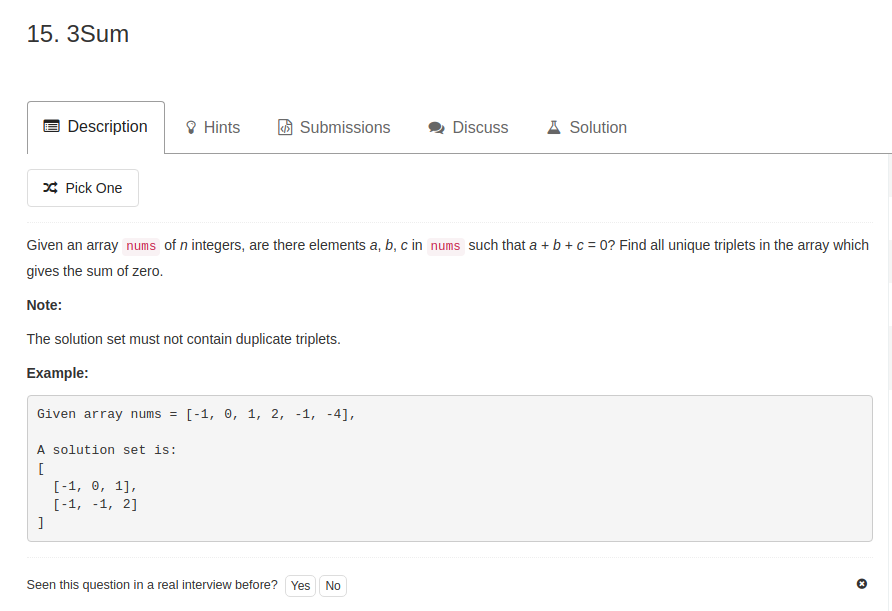 15. 3Sum
Description Hints Submissions Discuss Solution
Pick One
Given an array nums of n integers, are there elements a, b, c in nums such that a + b + c = 0? Find all unique triplets in the array which
gives the sum of zero.
Note:
The solution set must not contain duplicate triplets.
Example:
Given array nums = [-1, 0, 1, 2, -1, -4],
A solution set is:
[
  [-1, 0, 1],
  [-1, -1, 2]
]
Seen this question in a real interview before? Yes No